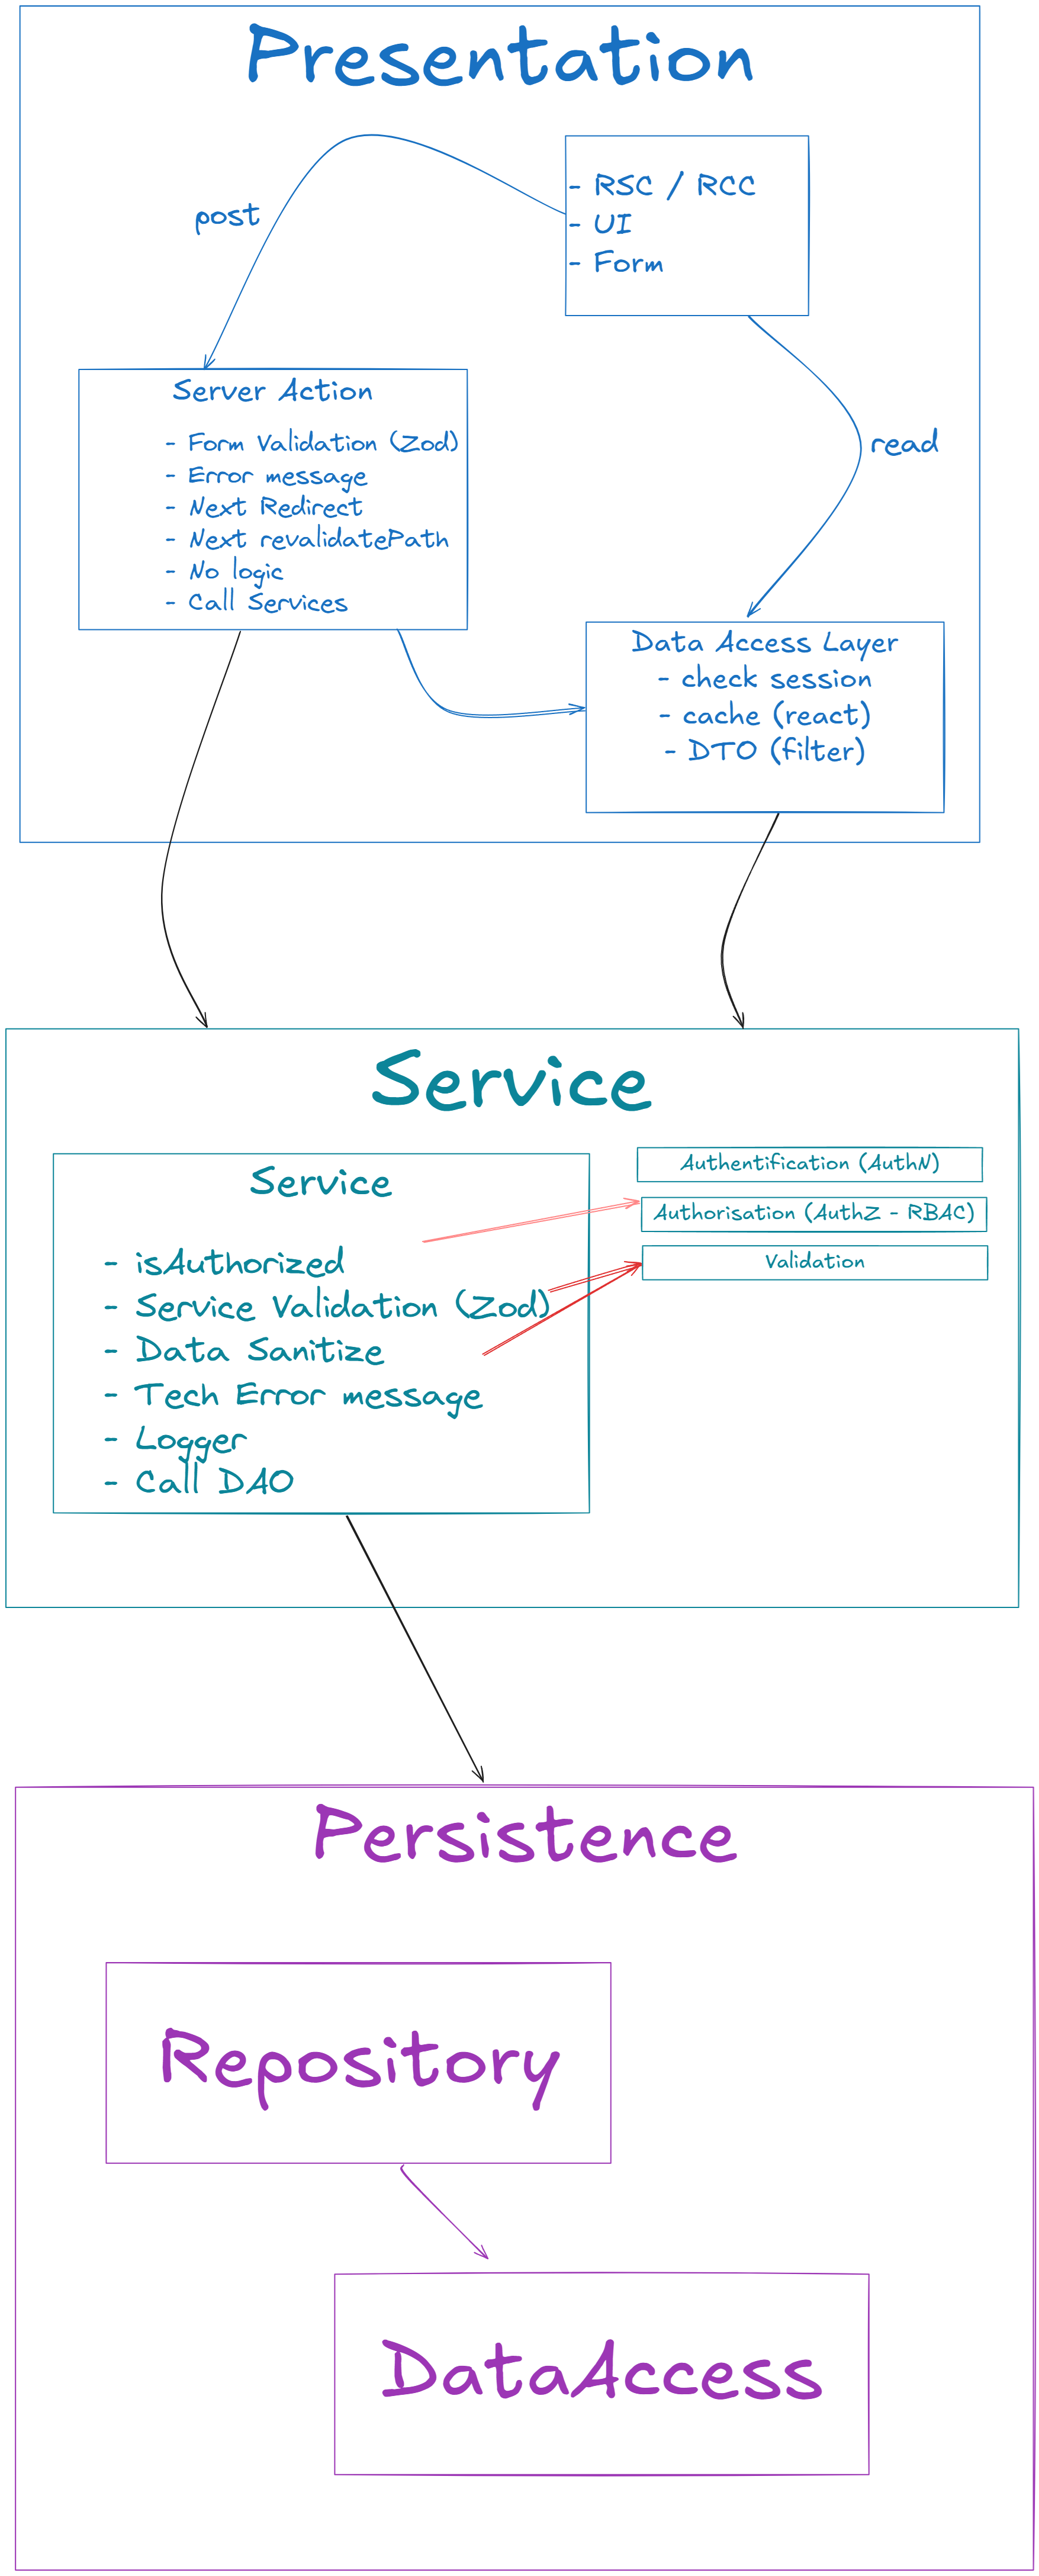 Presentation
- RSC / RCC
- UI
- Form
post
read
Server Action
- Form Validation (Zod)
- Error message
- Next Redirect
- Next revalidatePath
- No logic
- Call Services
Data Access Layer
- check session
- cache (react)
- DTO (filter)
Service
Service
- isAuthorized
- Service Validation (Zod)
- Data Sanitize
- Tech Error message
- Logger
- Call DAO
Authentification (AuthN)
Authorisation (AuthZ - RBAC)
Validation
Persistence
Repository
DataAccess